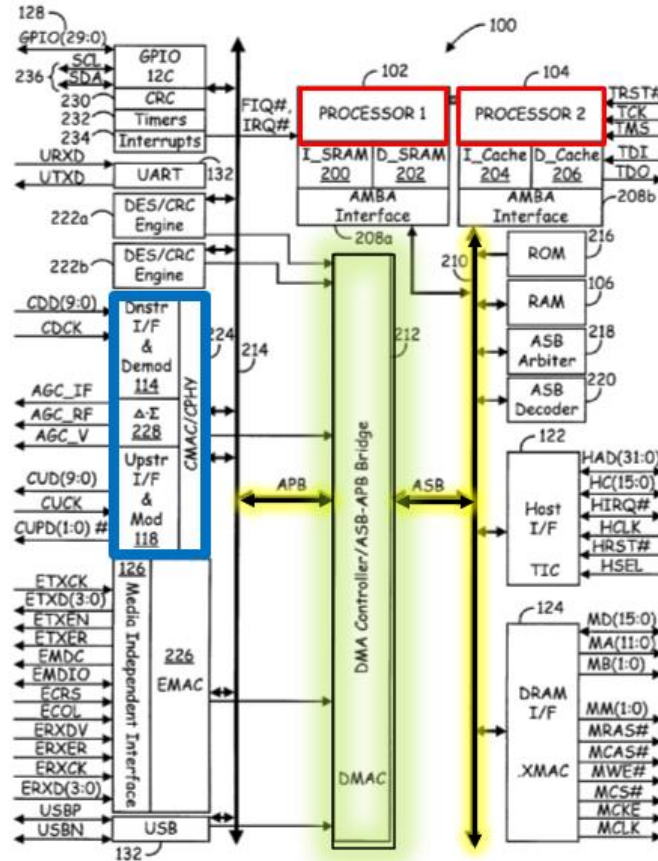 128
GPIO(29:0)
SCL
236
SDA
230
232
234
GPIO
I2C
CRC
Timers
Interrupts
FIQ#,
IRQ#
URXD
UTXD
UART
132
222a
DES/CRC
Engine
222b
DES/CRC
Engine
CDD(9:0)
CDCK
Dnstr
I/F
&
Demod
114
224
214
AGC_IF
AGC_RF
AGC_V
Δ-Σ
228
CMAC/CPHY
CUD(9:0)
CUCK
CUPD(1:0) #
Upstr
I/F
&
Mod
118
ETXCK
ETXD(3:0)
ETXEN
ETXER
EMDC
EMDIO
ECRS
ECOL
ERXDV
ERXER
ERXCK
ERXD(3:0)
126
Media Independent Interface
226
EMAC
USBP
USBN
USB
132
100
102
PROCESSOR 1
I_SRAM
200
D_SRAM
202
AMBA
Interface
208a
104
PROCESSOR 2
I_Cache
204
D_Cache
206
AMBA
Interface
208b
TRST#
TCK
TMS
TDI
TDO
210
212
APB
DMA Controller/ASB-APB Bridge
ASB
DMAC
216
ROM
106
RAM
218
ASB
Arbiter
220
ASB
Decoder
122
Host
I/F
TIC
HAD(31:0)
HC(15:0)
HIRQ#
HCLK
HRST#
HSEL
124
DRAM
I/F
.XMAC
MD(15:0)
MA(11:0)
MB(1:0)
MM(1:0)
MRAS#
MCAS#
MWE#
MCS#
MCKE
MCLK